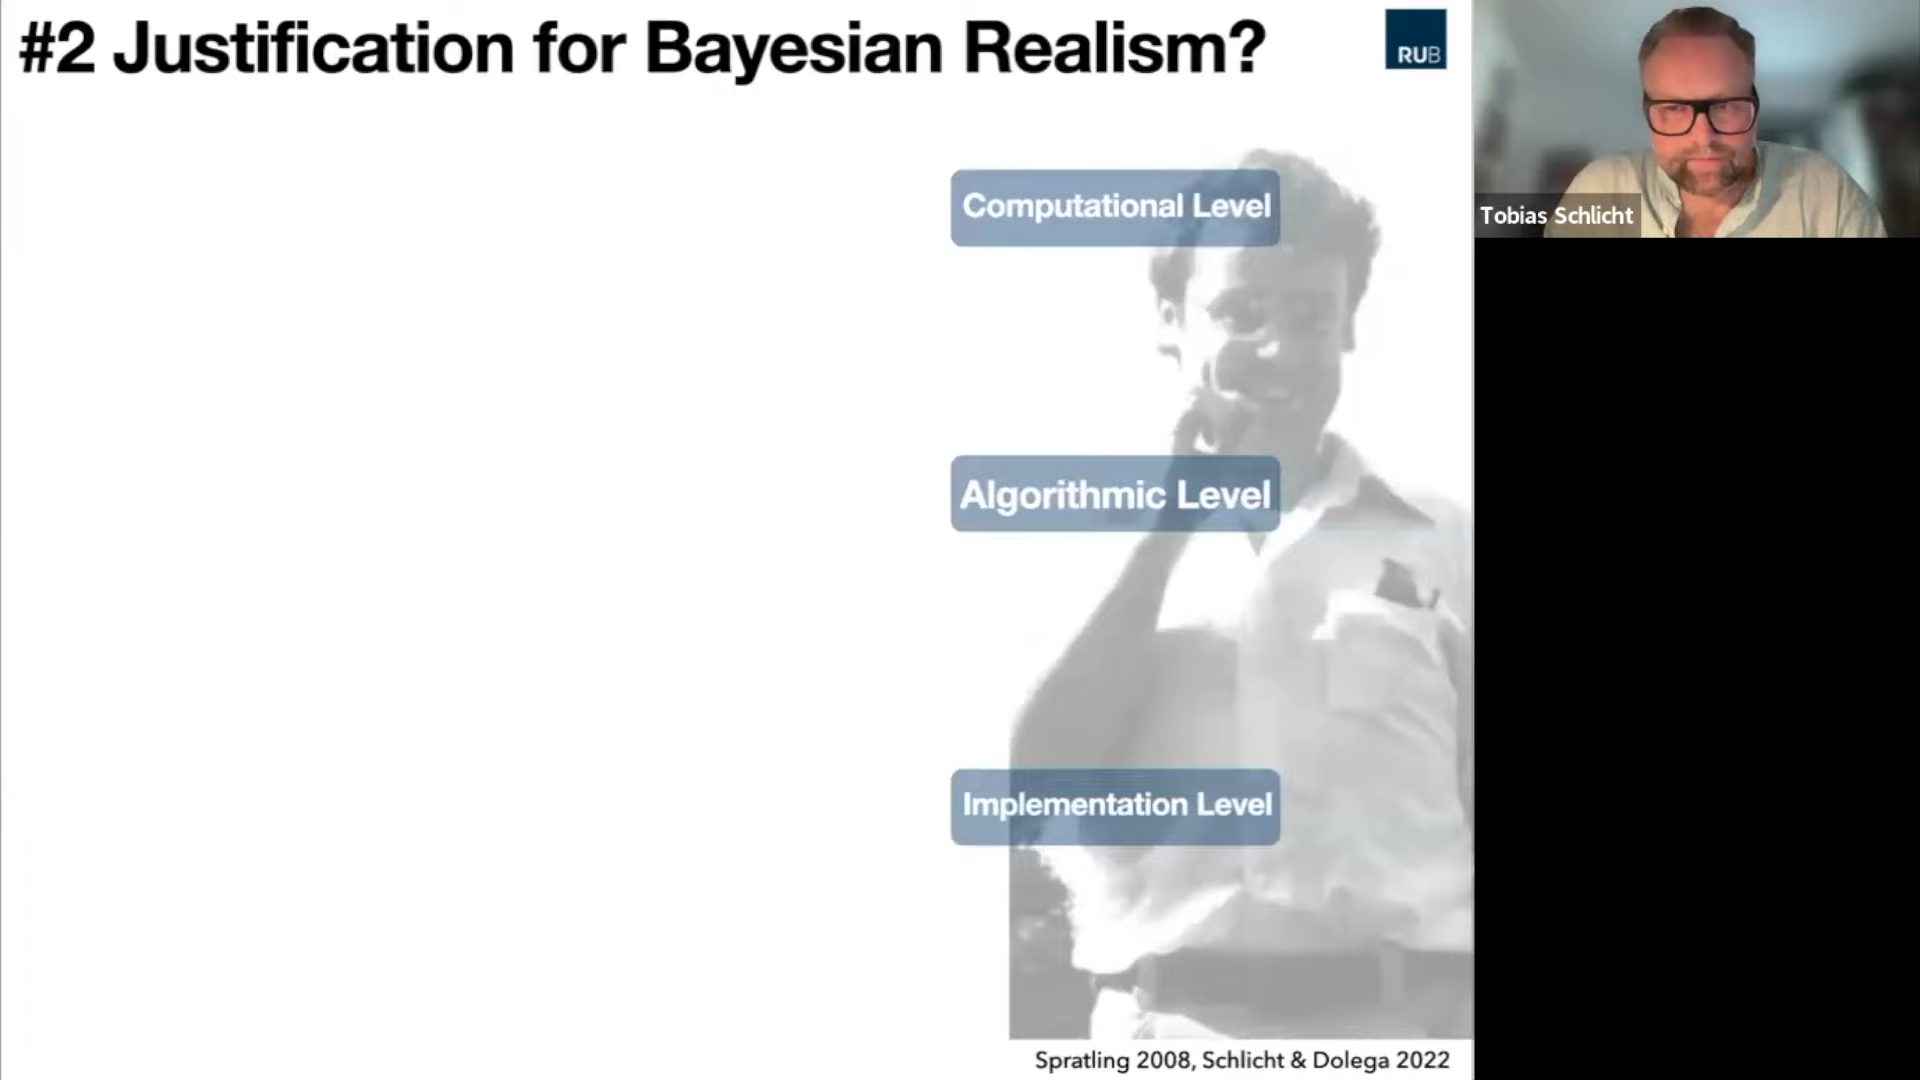 #2 Justification for Bayesian Realism?
RUB
Tobias Schlicht
Computational Level
Algorithmic Level
Implementation Level
Spratling 2008, Schlicht & Dolega 2022